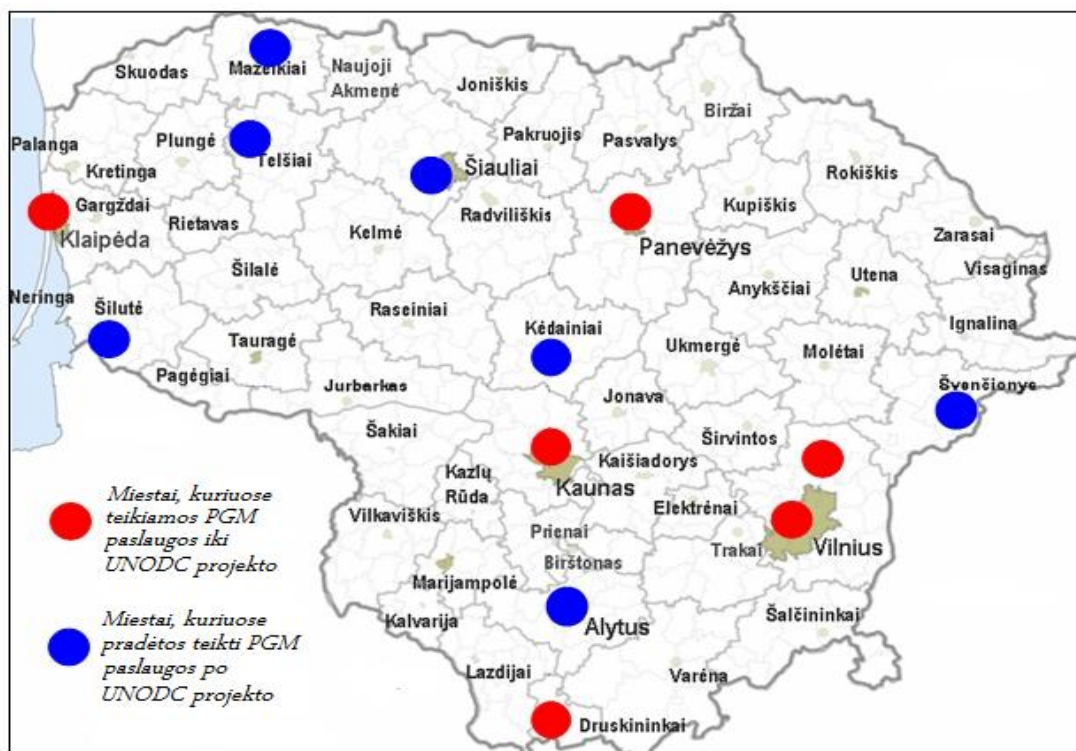 Mažeikiai
Skuodas
Naujoji
Akmenė
Joniškis
Biržai
Palanga
Plungė
Telšiai
Šiauliai
Pakruojis
Pasvalys
Kretinga
Rokiškis
Gargždai
Rietavas
Radviliškis
Kupiškis
Klaipėda
Kelmė
Panevėžys
Zarasai
Šilalė
Utena
Visaginas
Neringa
Šilutė
Anykščiai
Raseiniai
Ignalina
Tauragė
Kėdainiai
Ukmergė
Molėtai
Pagėgiai
Jurbarkas
Švenčionys
Jonava
Šakiai
Širvintos
Kazlų
Rūda
Kaunas
Kaišiadorys
Vilkaviškis
Elektrėnai
Prienai
Trakai
Vilnius
Birštonas
Marijampolė
Kalvarija
Alytus
Šalčininkai
Lazdijai
Varėna
Druskininkai
Miestai, kuriuose
teikiamos PGM
paslaugos iki
UNODC projekto
Miestai, kuriuose
pradėtos teikti PGM
paslaugos po
UNODC projekto